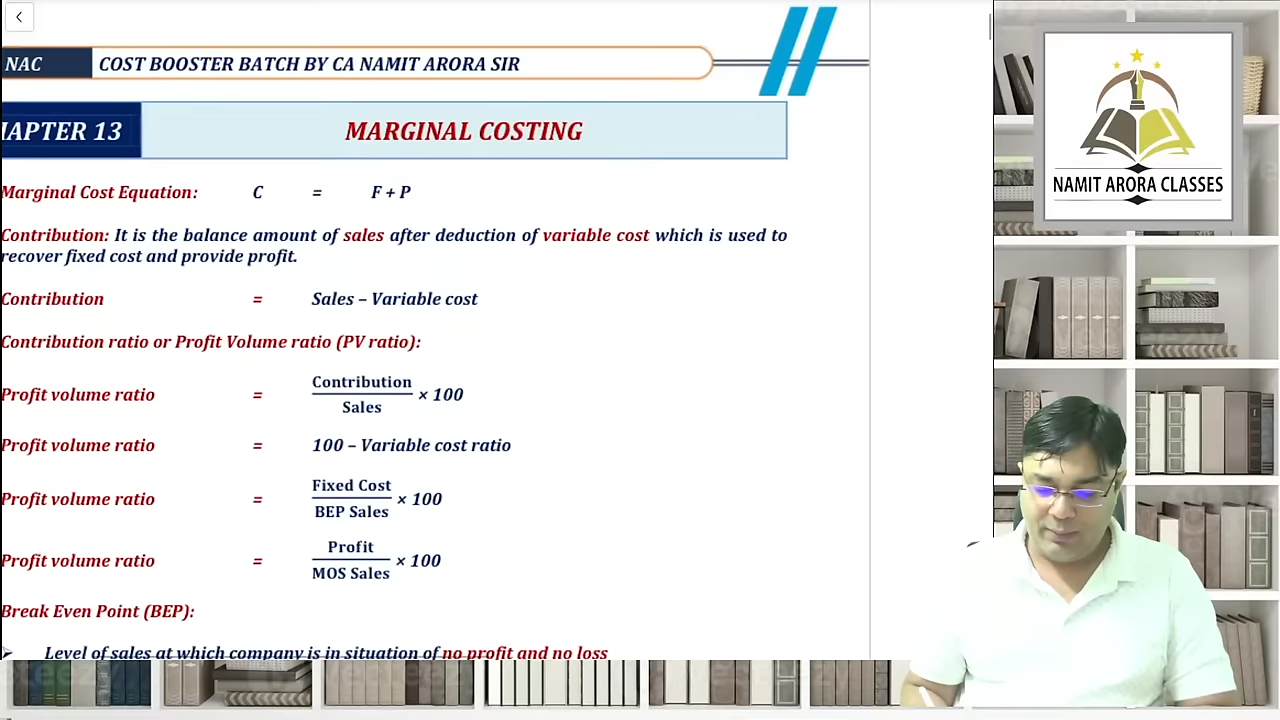 NAC COST BOOSTER BATCH BY CA NAMIT ARORA SIR
HAPTER 13 MARGINAL COSTING
Marginal Cost Equation: C = F + P
Contribution: It is the balance amount of sales after deduction of variable cost which is used to
recover fixed cost and provide profit.
Contribution = Sales – Variable cost
Contribution ratio or Profit Volume ratio (PV ratio):
Profit volume ratio = Contribution
Sales × 100
Profit volume ratio = 100 – Variable cost ratio
Profit volume ratio = Fixed Cost
BEP Sales × 100
Profit volume ratio = Profit
MOS Sales × 100
Break Even Point (BEP):
➢ Level of sales at which company is in situation of no profit and no loss
NAMIT ARORA CLASSES